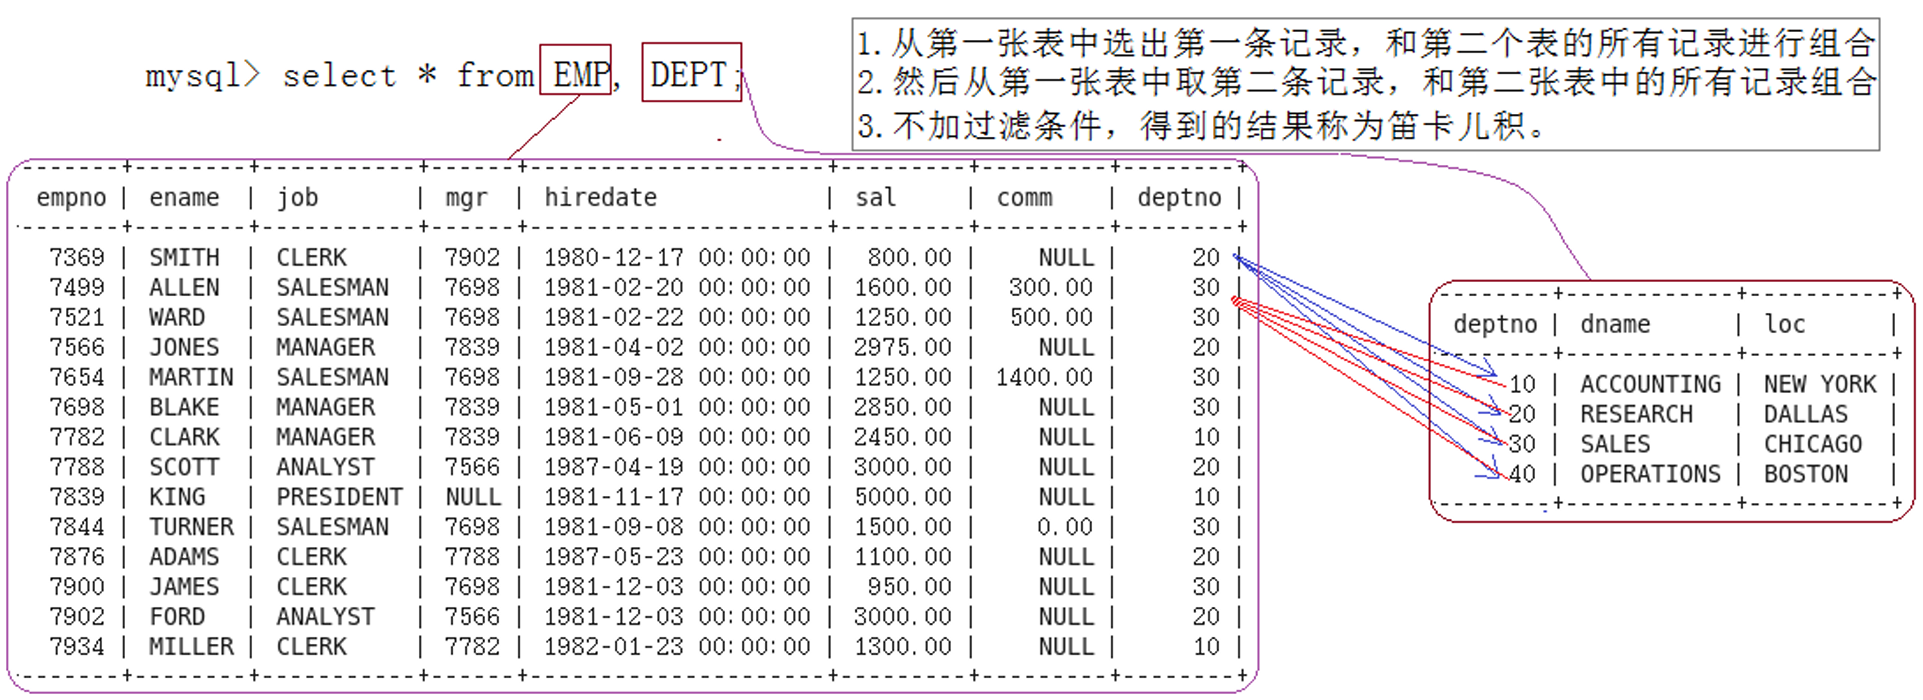 mysql> select * from EMP, DEPT;
1.从第一张表中选出第一条记录，和第二个表的所有记录进行组合
2.然后从第一张表中取第二条记录，和第二张表中的所有记录组合
3.不加过滤条件，得到的结果称为笛卡儿积。
empno | ename | job | mgr | hiredate | sal | comm | deptno |
7369 | SMITH | CLERK | 7902 | 1980-12-17 00:00:00 | 800.00 | NULL | 20 |
7499 | ALLEN | SALESMAN | 7698 | 1981-02-20 00:00:00 | 1600.00 | 300.00 | 30 |
7521 | WARD | SALESMAN | 7698 | 1981-02-22 00:00:00 | 1250.00 | 500.00 | 30 |
7566 | JONES | MANAGER | 7839 | 1981-04-02 00:00:00 | 2975.00 | NULL | 20 |
7654 | MARTIN | SALESMAN | 7698 | 1981-09-28 00:00:00 | 1250.00 | 1400.00 | 30 |
7698 | BLAKE | MANAGER | 7839 | 1981-05-01 00:00:00 | 2850.00 | NULL | 30 |
7782 | CLARK | MANAGER | 7839 | 1981-06-09 00:00:00 | 2450.00 | NULL | 10 |
7788 | SCOTT | ANALYST | 7566 | 1987-04-19 00:00:00 | 3000.00 | NULL | 20 |
7839 | KING | PRESIDENT | NULL | 1981-11-17 00:00:00 | 5000.00 | NULL | 10 |
7844 | TURNER | SALESMAN | 7698 | 1981-09-08 00:00:00 | 1500.00 | 0.00 | 30 |
7876 | ADAMS | CLERK | 7788 | 1987-05-23 00:00:00 | 1100.00 | NULL | 20 |
7900 | JAMES | CLERK | 7698 | 1981-12-03 00:00:00 | 950.00 | NULL | 30 |
7902 | FORD | ANALYST | 7566 | 1981-12-03 00:00:00 | 3000.00 | NULL | 20 |
7934 | MILLER | CLERK | 7782 | 1982-01-23 00:00:00 | 1300.00 | NULL | 10 |
deptno | dname | loc |
10 | ACCOUNTING | NEW YORK |
20 | RESEARCH | DALLAS |
30 | SALES | CHICAGO |
40 | OPERATIONS | BOSTON |